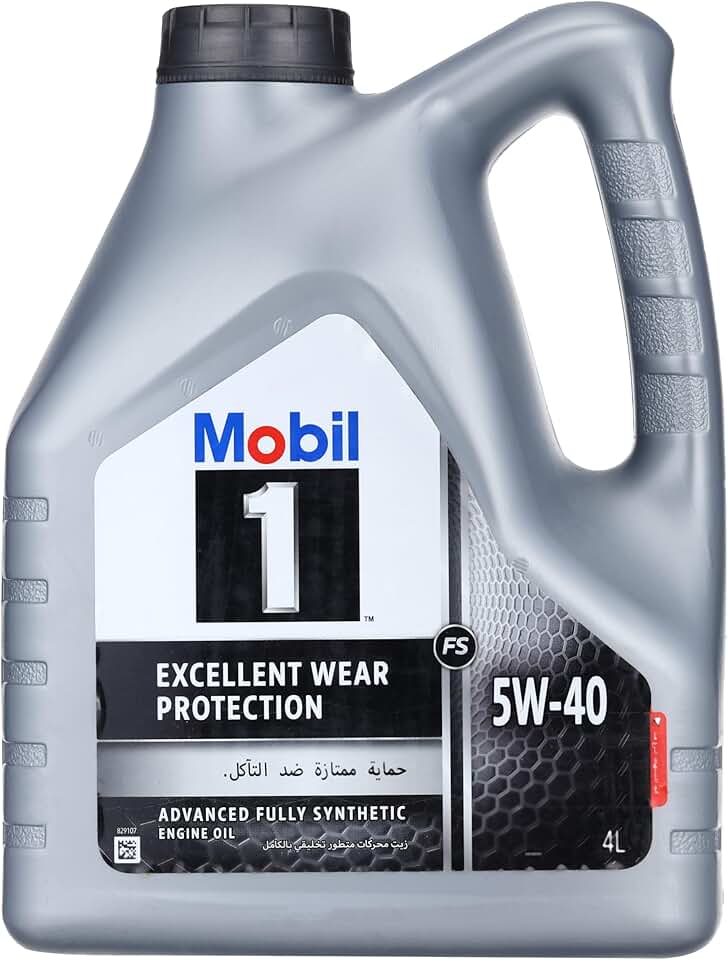 Mobil
1
™
FS
EXCELLENT WEAR
PROTECTION
5W-40
حماية ممتازة ضد التآكل.
ADVANCED FULLY SYNTHETIC
ENGINE OIL
829107
زيت محركات متطور تخليقي بالكامل
4L